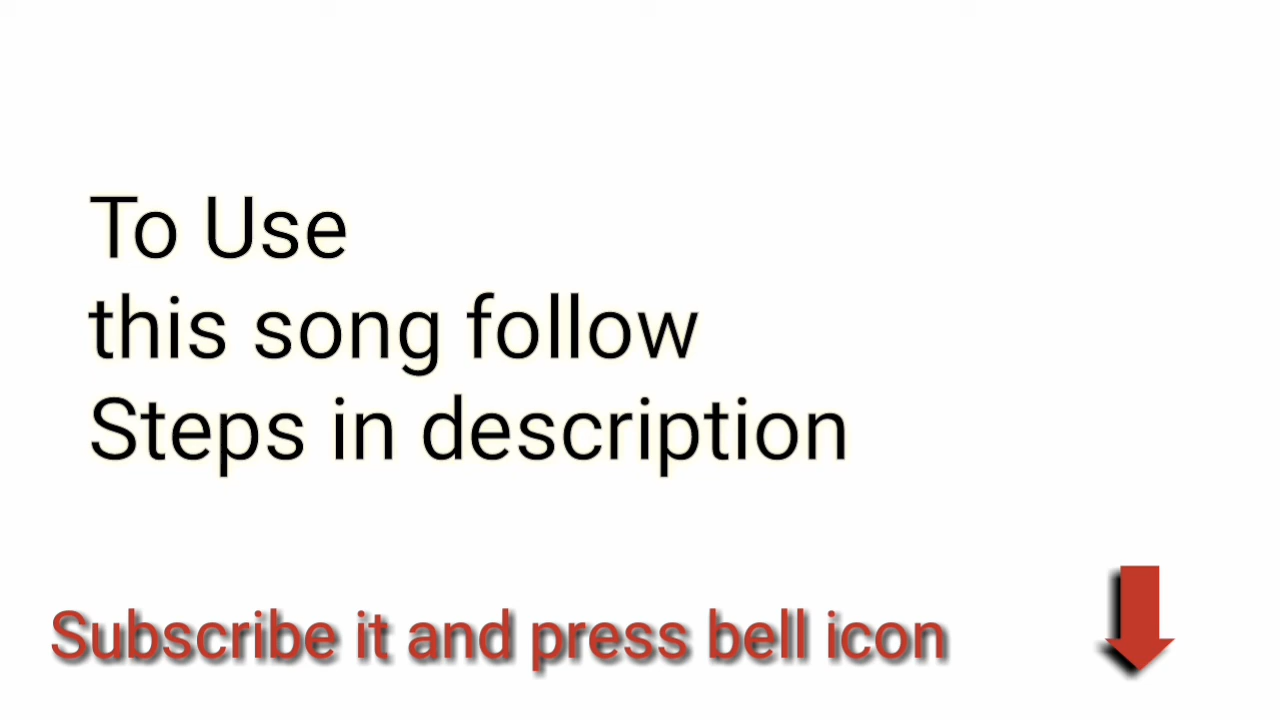 To Use
this song follow
Steps in description
Subscribe it and press bell icon